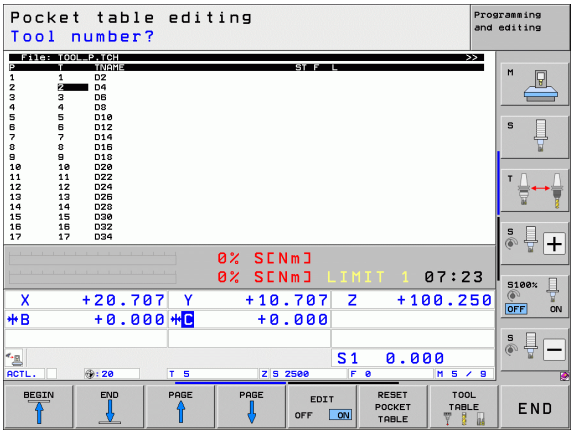 Pocket table editing
Tool number?
Programming
and editing
File: TOOL_P.TCH >>
P T TNAME ST F L
1 1 D2
2 2 D4
3 3 D6
4 4 D8
5 5 D10
6 6 D12
7 7 D14
8 8 D16
9 9 D18
10 10 D20
11 11 D22
12 12 D24
13 13 D26
14 14 D28
15 15 D30
16 16 D32
17 17 D34
0% S[Nm]
0% S[Nm] LIMIT 1 07:23
X +20.707 Y +10.707 Z +100.250
B +0.000 C +0.000
S1 0.000
ACTL. :20 T 5 Z S 2500 F 0 M 5 / 9
M
S
T
S
S100%
OFF ON
S
BEGIN
END
PAGE
PAGE
EDIT
OFF ON
RESET
POCKET
TABLE
TOOL
TABLE
END